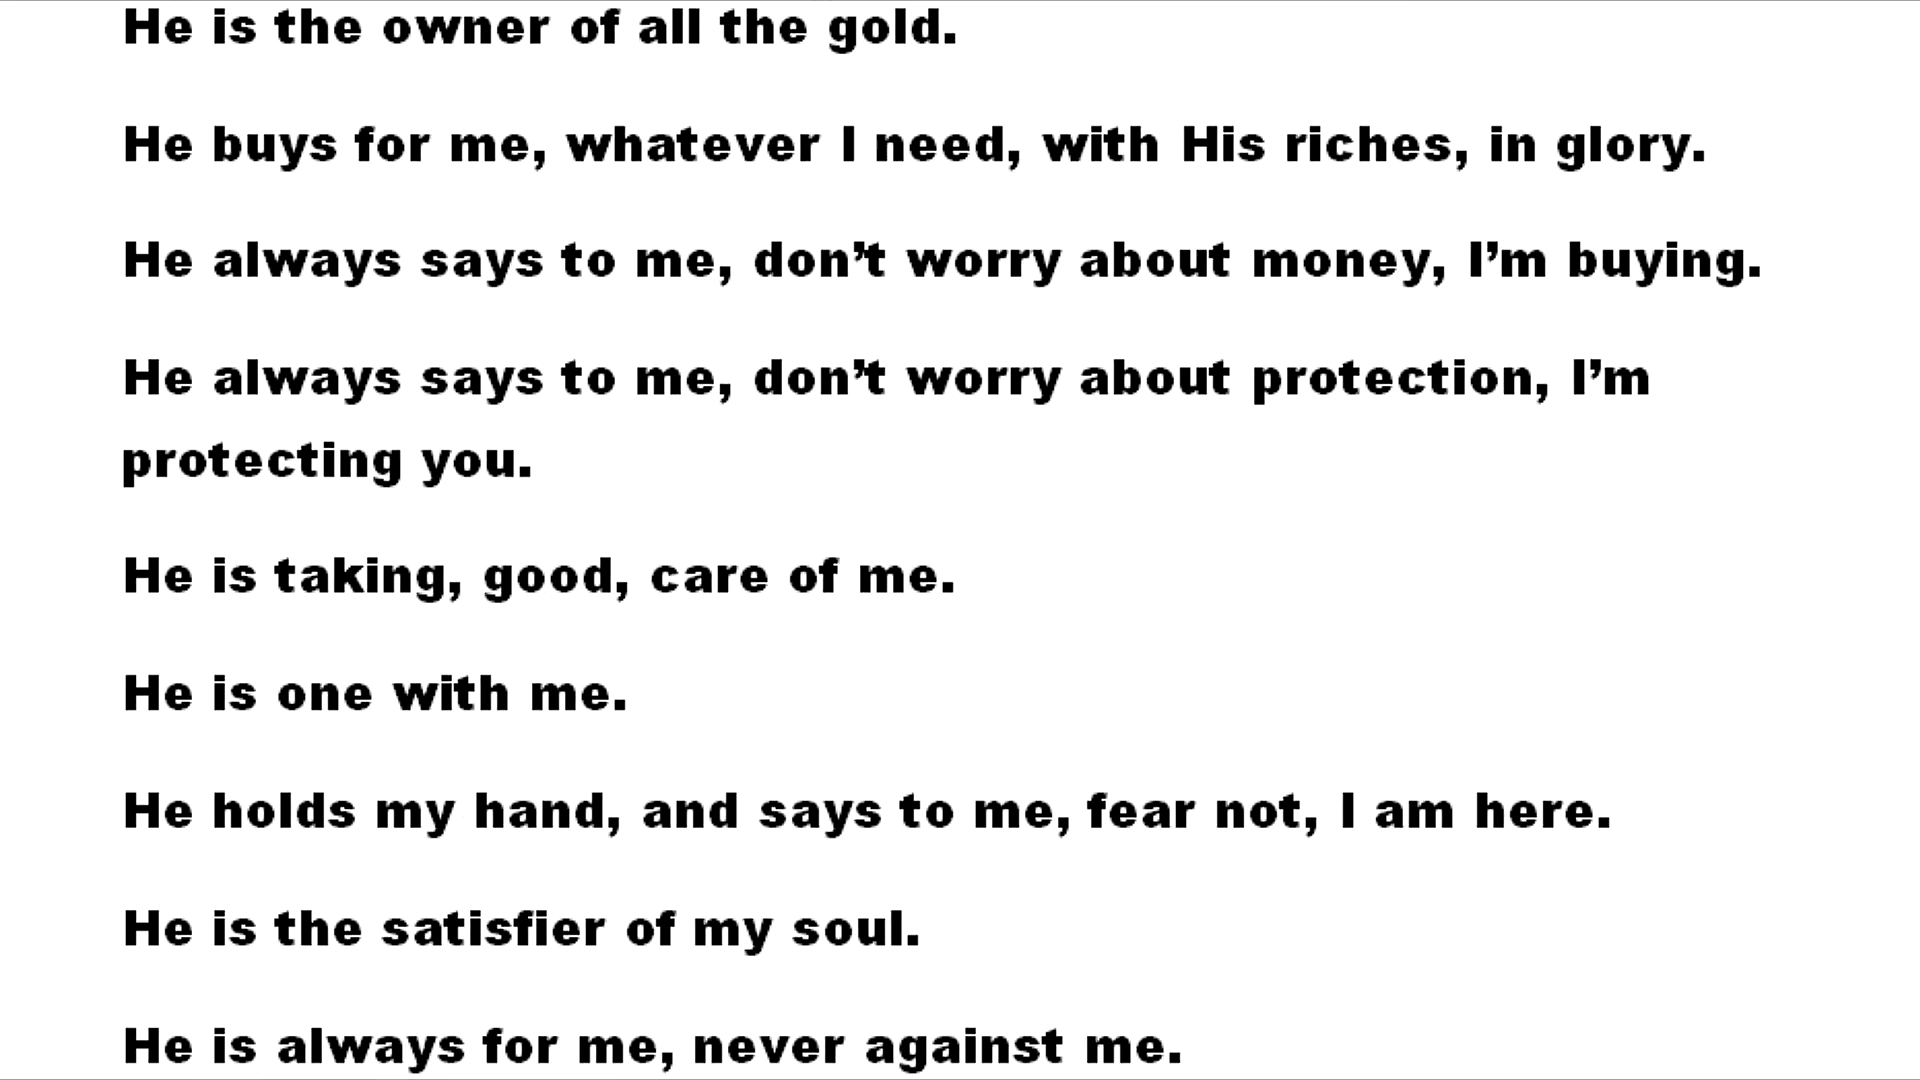 He is the owner of all the gold.
He buys for me, whatever I need, with His riches, in glory.
He always says to me, don’t worry about money, I’m buying.
He always says to me, don’t worry about protection, I’m
protecting you.
He is taking, good, care of me.
He is one with me.
He holds my hand, and says to me, fear not, I am here.
He is the satisfier of my soul.
He is always for me, never against me.